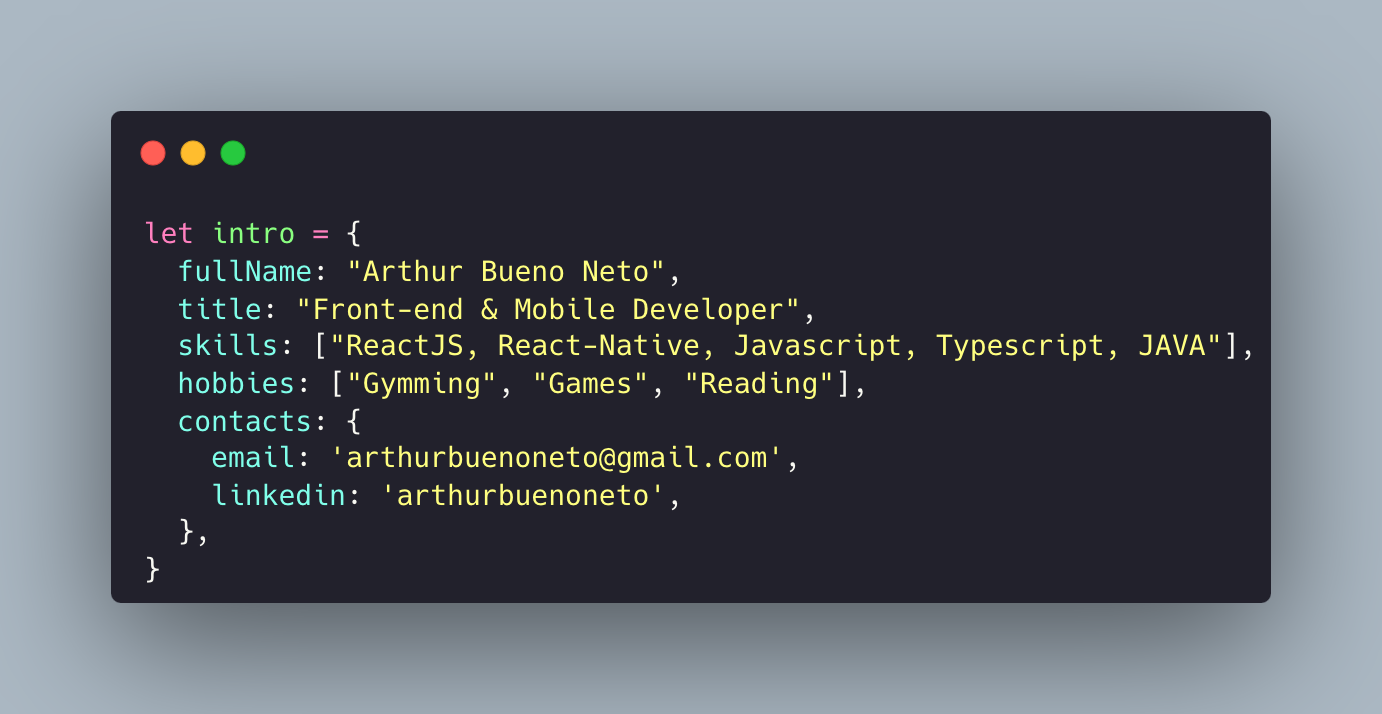 let intro = {
  fullName: "Arthur Bueno Neto",
  title: "Front-end & Mobile Developer",
  skills: ["ReactJS, React-Native, Javascript, Typescript, JAVA"],
  hobbies: ["Gymming", "Games", "Reading"],
  contacts: {
    email: 'arthurbuenoneto@gmail.com',
    linkedin: 'arthurbuenoneto',
  },
}